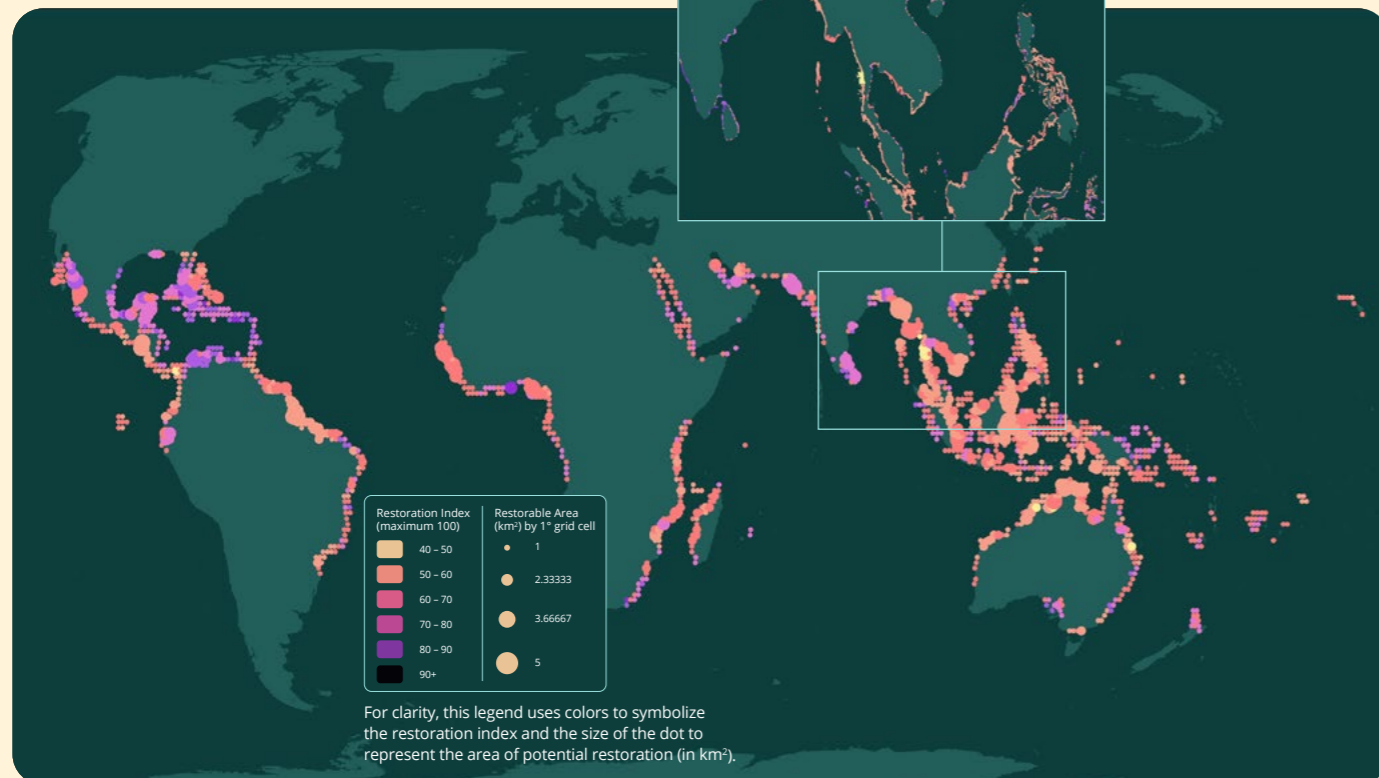 Restoration Index
(maximum 100)
40 – 50
50 – 60
60 – 70
70 – 80
80 – 90
90+
Restorable Area
(km²) by 1° grid cell
1
2.33333
3.66667
5
For clarity, this legend uses colors to symbolize
the restoration index and the size of the dot to
represent the area of potential restoration (in km²).